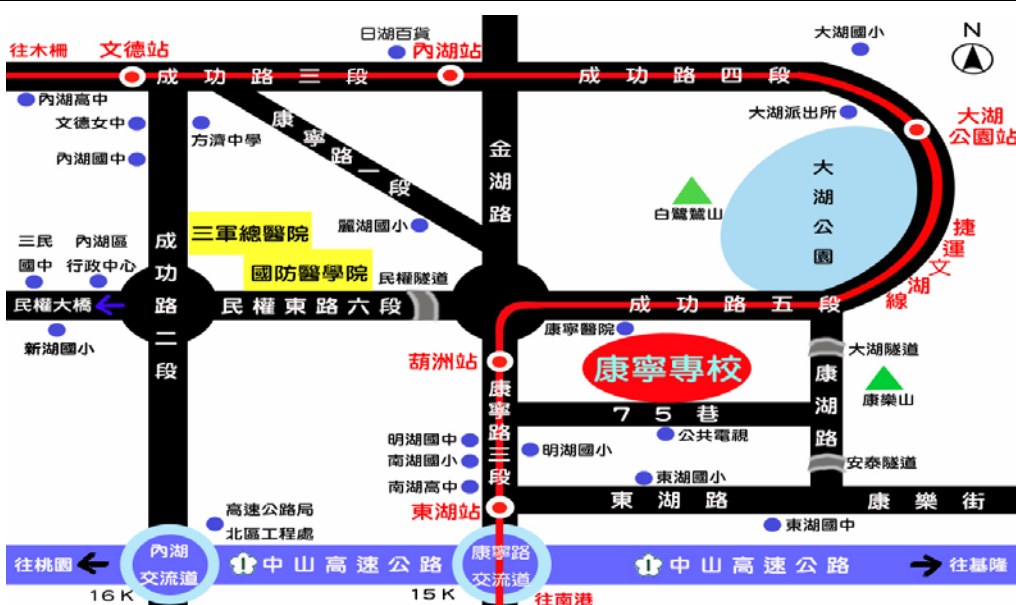 日湖百貨
大湖國小
N
往木柵
文德站
內湖站
成功路三段
成功路四段
內湖高中
文德女中
方濟中學
內湖國中
康寧路一段
金湖路
大湖派出所
大湖
公園站
大湖公園
白鷺鷥山
捷運文湖線
三軍總醫院
麗湖國小
國防醫學院
民權隧道
三民
國中
內湖區
行政中心
成功路二段
民權大橋
民權東路六段
成功路五段
新湖國小
康寧醫院
葫洲站
康寧專校
大湖隧道
康樂山
康湖路
康寧路三段
75巷
明湖國中
公共電視
明湖國小
南湖國小
安泰隧道
東湖國小
南湖高中
東湖路
康樂街
東湖站
高速公路局
北區工程處
東湖國中
往桃園
內湖
交流道
1
中山高速公路
康寧路
交流道
1
中山高速公路
往基隆
16K
15K
往南港